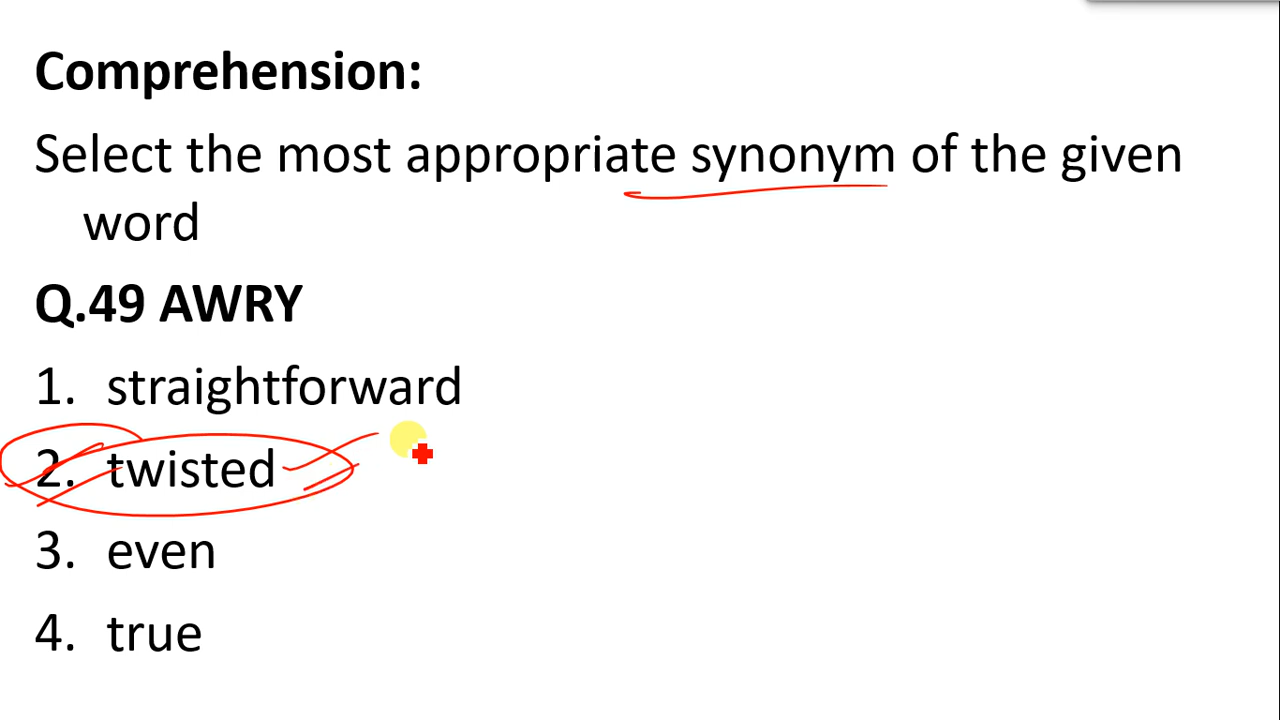 Comprehension:
Select the most appropriate synonym of the given
word
Q.49 AWRY
1. straightforward
2. twisted
3. even
4. true